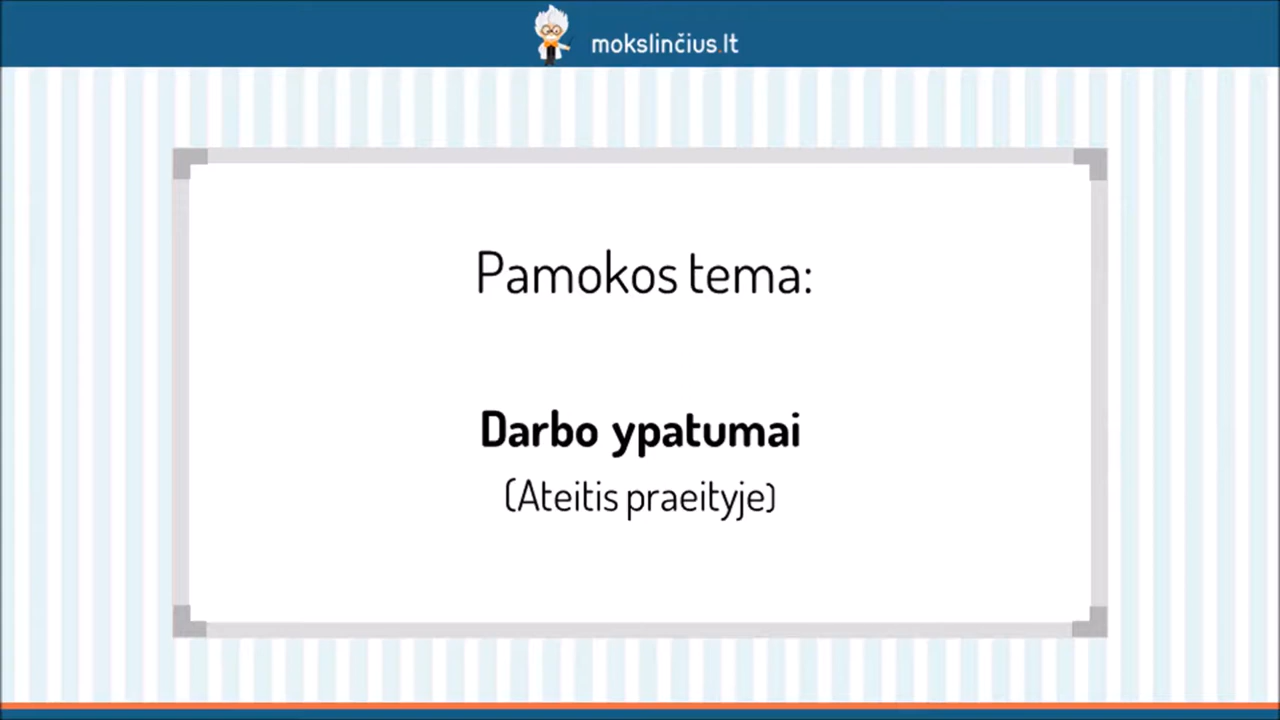 mokslinčius.lt
Pamokos tema:
Darbo ypatumai
(Ateitis praeityje)